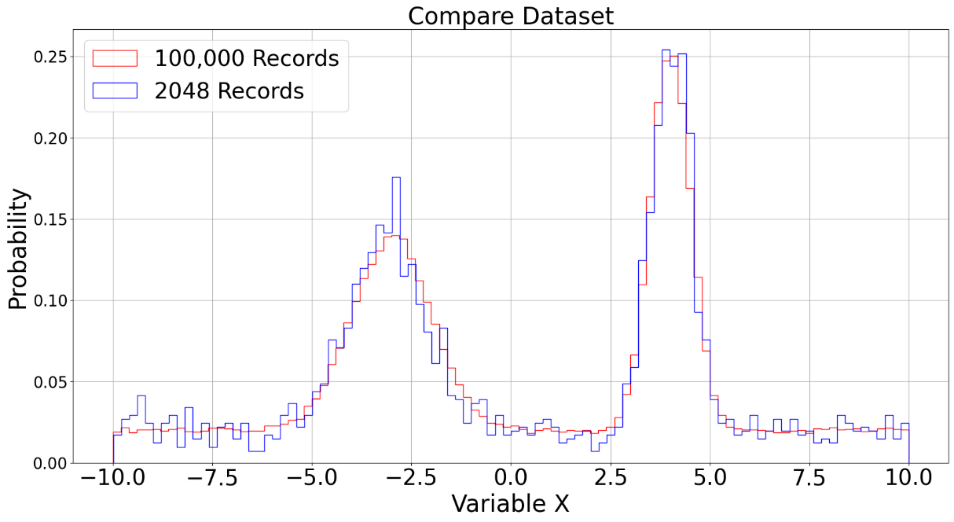 Compare Dataset
100,000 Records
2048 Records
Probability
0.25
0.20
0.15
0.10
0.05
0.00
−10.0 −7.5 −5.0 −2.5 0.0 2.5 5.0 7.5 10.0
Variable X